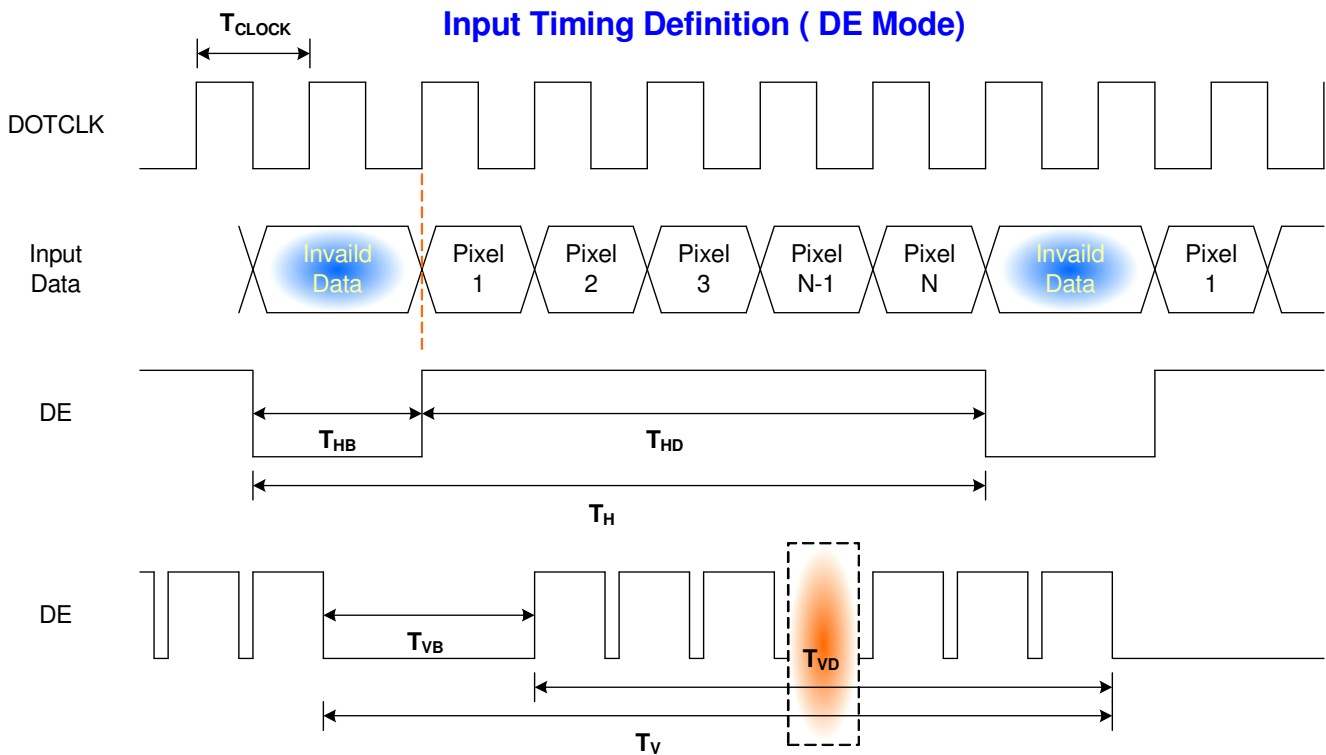 Input Timing Definition ( DE Mode)
TCLOCK
DOTCLK
Input
Data
Invaild
Data
Pixel
1
Pixel
2
Pixel
3
Pixel
N-1
Pixel
N
Invaild
Data
Pixel
1
DE
THB
THD
TH
DE
TVB
TVD
TV